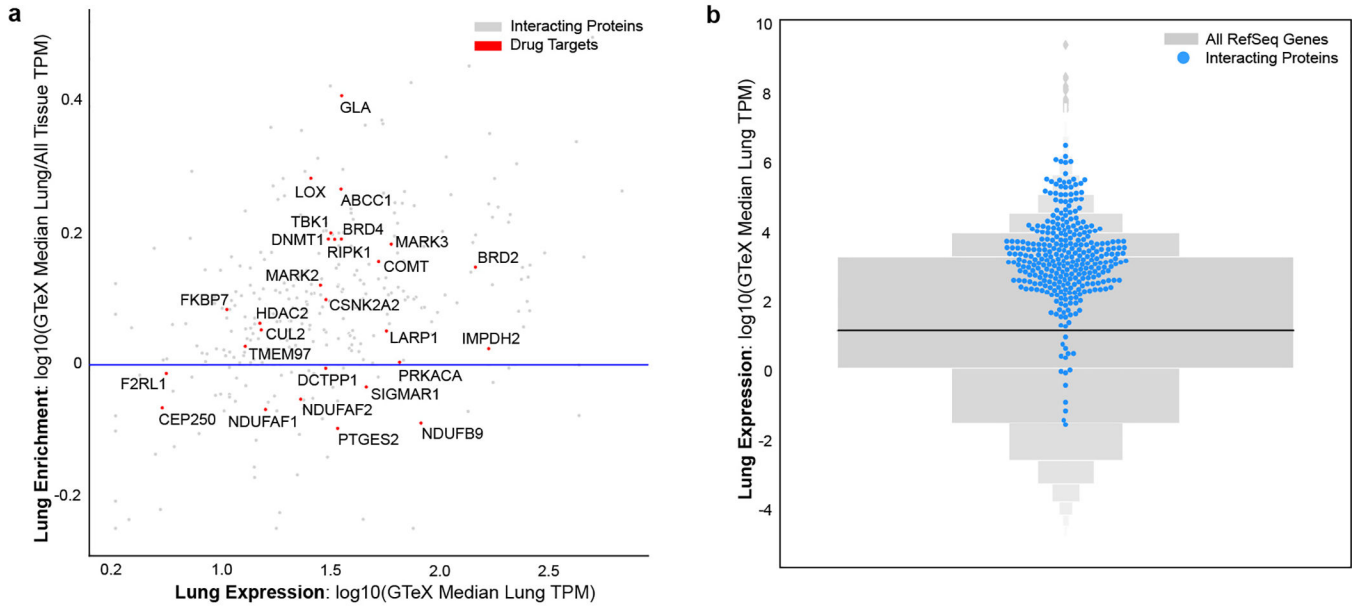 a
Interacting Proteins
Drug Targets
Lung Enrichment: log10(GTeX Median Lung/All Tissue TPM)
0.4
0.2
0
-0.2
GLA
LOX
ABCC1
TBK1
BRD4
DNMT1
RIPK1
MARK3
COMT
BRD2
MARK2
CSNK2A2
FKBP7
HDAC2
CUL2
LARP1
IMPDH2
TMEM97
PRKACA
DCTPP1
F2RL1
SIGMAR1
CEP250
NDUFAF1
NDUFAF2
PTGES2
NDUFB9
0.2 1.0 1.5 2.0 2.5
Lung Expression: log10(GTeX Median Lung TPM)
b
All RefSeq Genes
Interacting Proteins
Lung Expression: log10(GTeX Median Lung TPM)
10
8
6
4
2
0
-2
-4